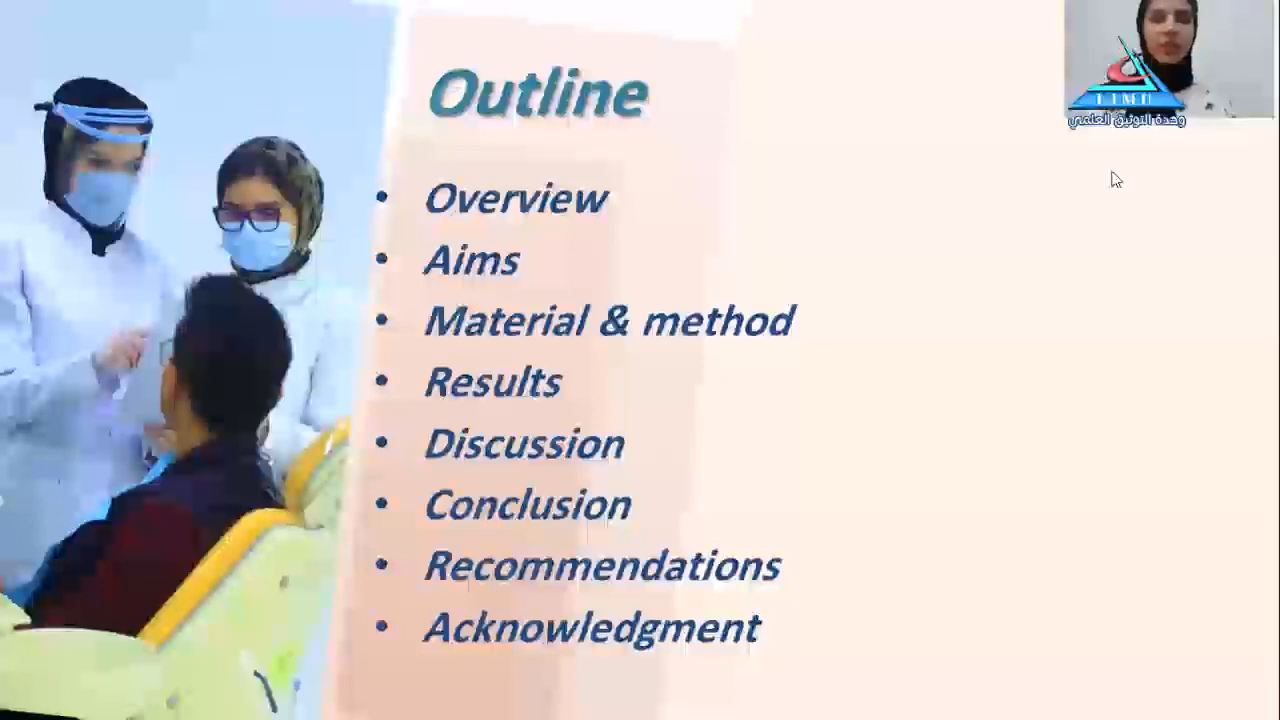 Outline
• Overview
• Aims
• Material & method
• Results
• Discussion
• Conclusion
• Recommendations
• Acknowledgment
وحدة التوثيق العلمي